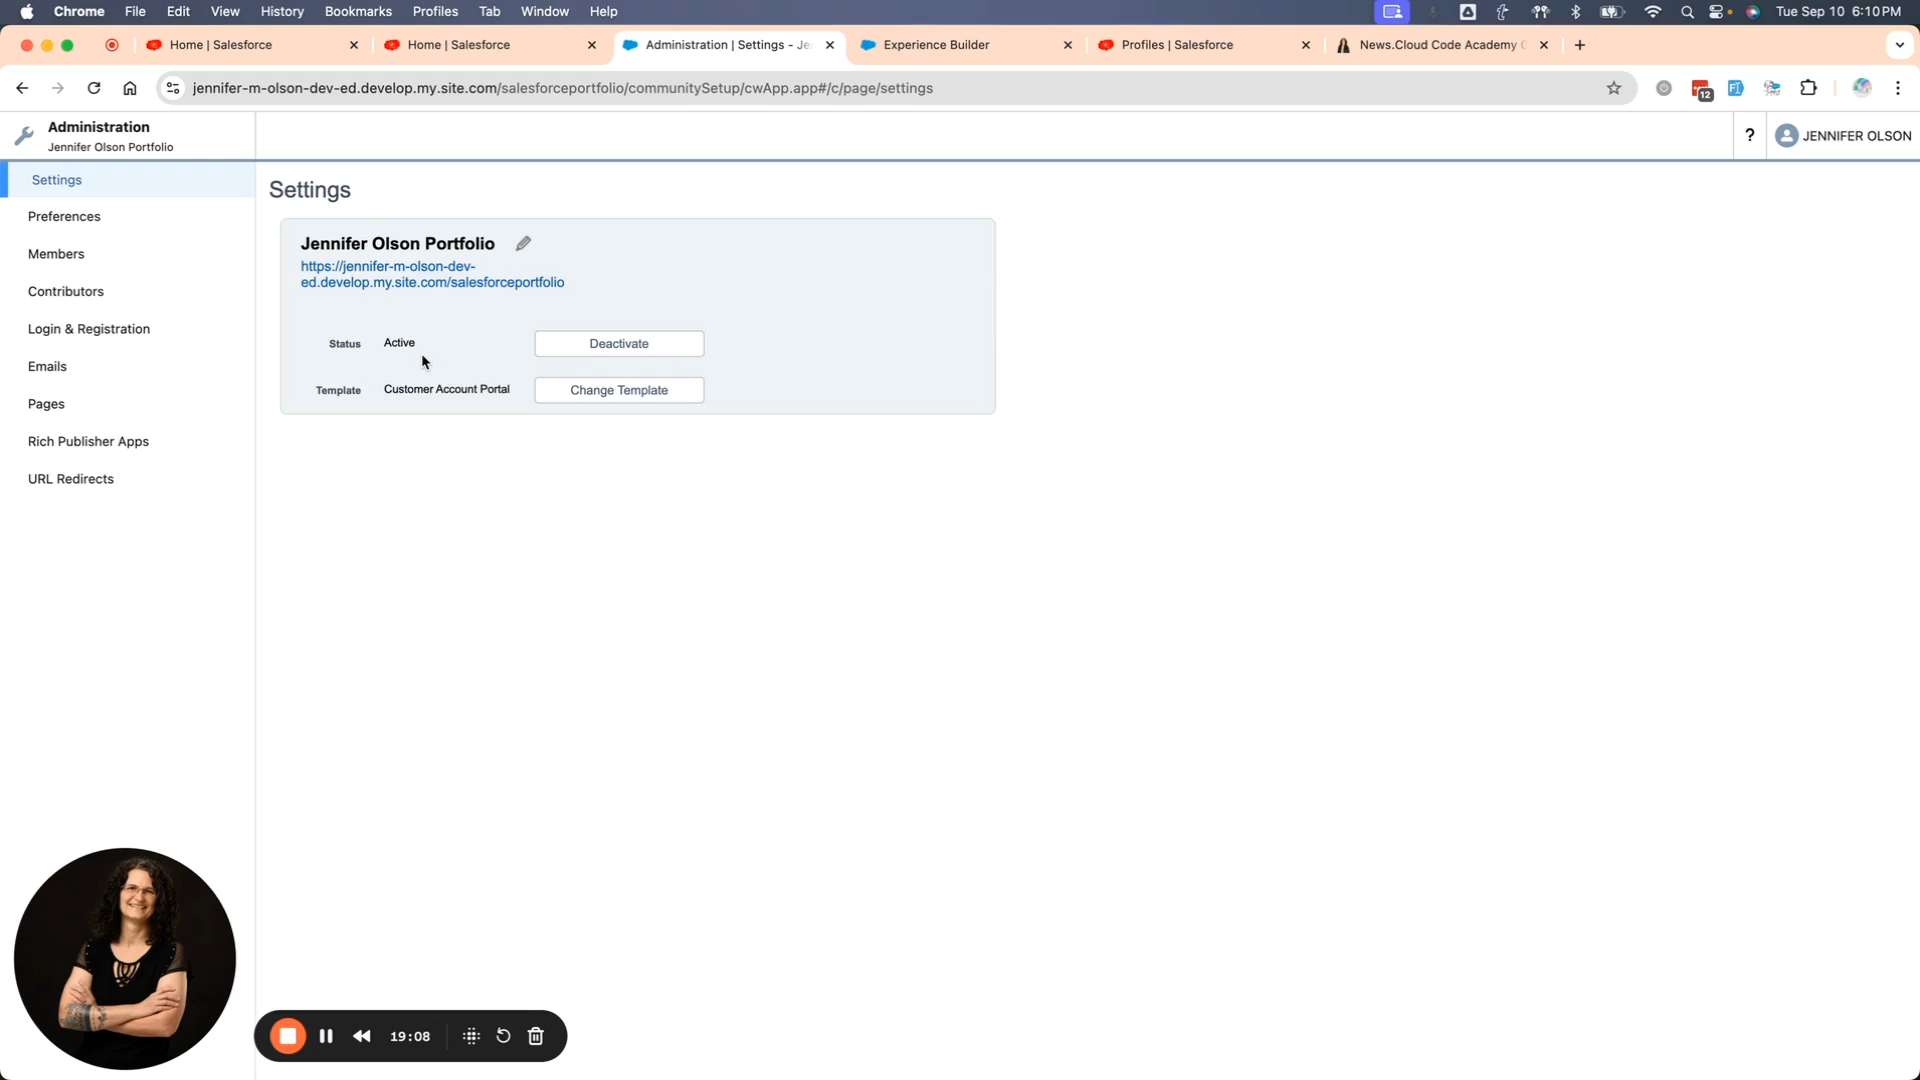 Chrome File Edit View History Bookmarks Profiles Tab Window Help Tue Sep 10 6:10 PM
Home | Salesforce Home | Salesforce Administration | Settings - Je Experience Builder Profiles | Salesforce News.Cloud Code Academy
jennifer-m-olson-dev-ed.develop.my.site.com/salesforceportfolio/communitySetup/cwApp.app#/c/page/settings
12
Administration
Jennifer Olson Portfolio
? JENNIFER OLSON
Settings
Preferences
Members
Contributors
Login & Registration
Emails
Pages
Rich Publisher Apps
URL Redirects
Settings
Jennifer Olson Portfolio
https://jennifer-m-olson-dev-
ed.develop.my.site.com/salesforceportfolio
Status Active Deactivate
Template Customer Account Portal Change Template
19:08